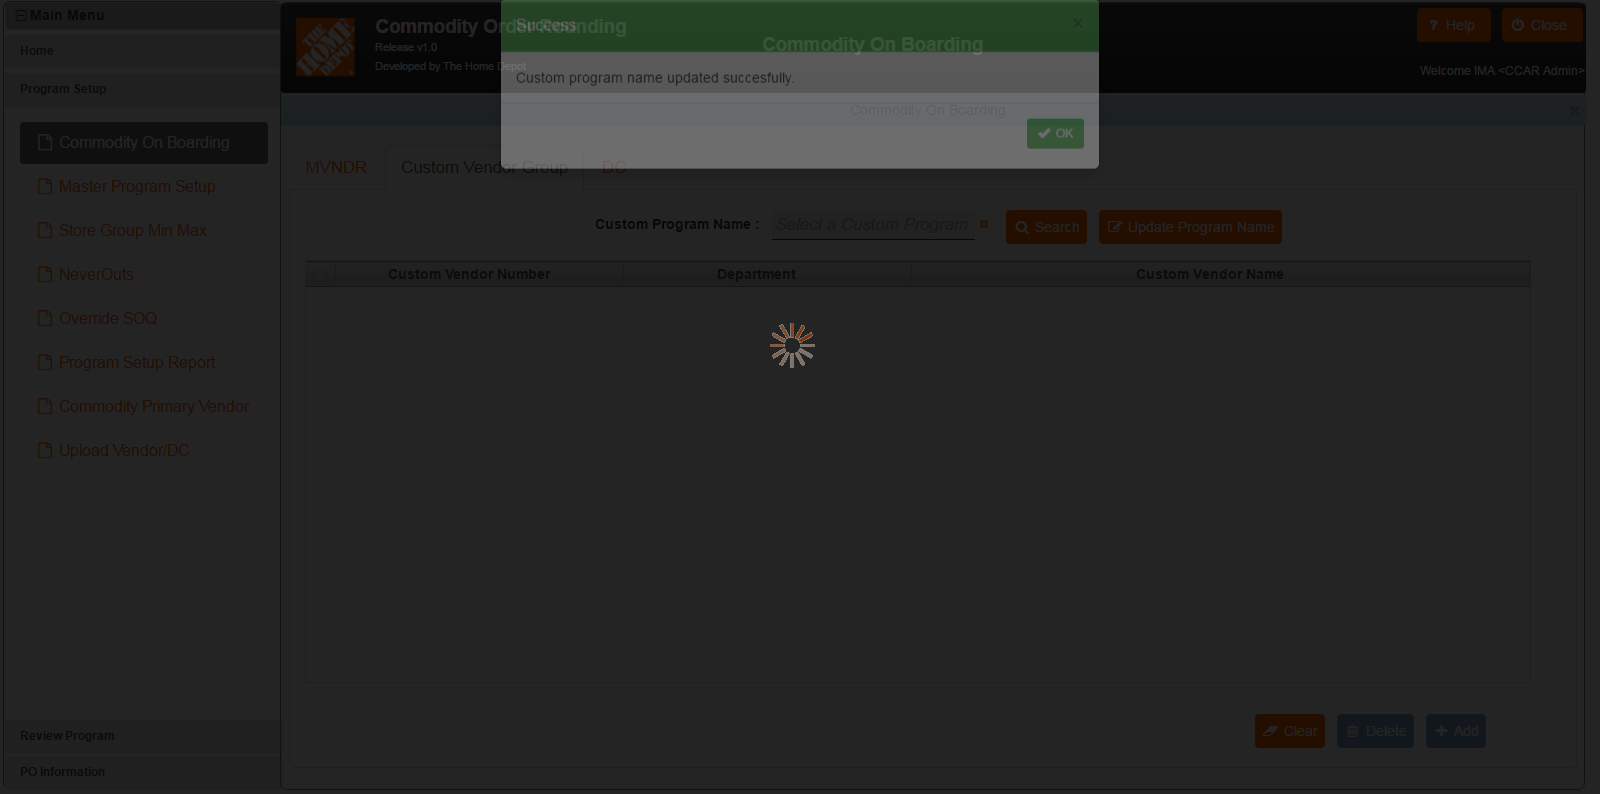 Main Menu
Home
Program Setup
Commodity On Boarding
Master Program Setup
Store Group Min Max
NeverOuts
Override SOQ
Program Setup Report
Commodity Primary Vendor
Upload Vendor/DC
Review Program
PO Information
THE HOME DEPOT
Commodity Order Banding
Release v1.0
Developed by The Home Depot
Commodity On Boarding
? Help
Close
Welcome IMA <CCAR Admin>
Success
×
Custom program name updated succesfully.
OK
Commodity On Boarding
MVNDR
Custom Vendor Group
DC
Custom Program Name :
Select a Custom Program
Search
Update Program Name
Custom Vendor Number
Department
Custom Vendor Name
Clear
Delete
Add